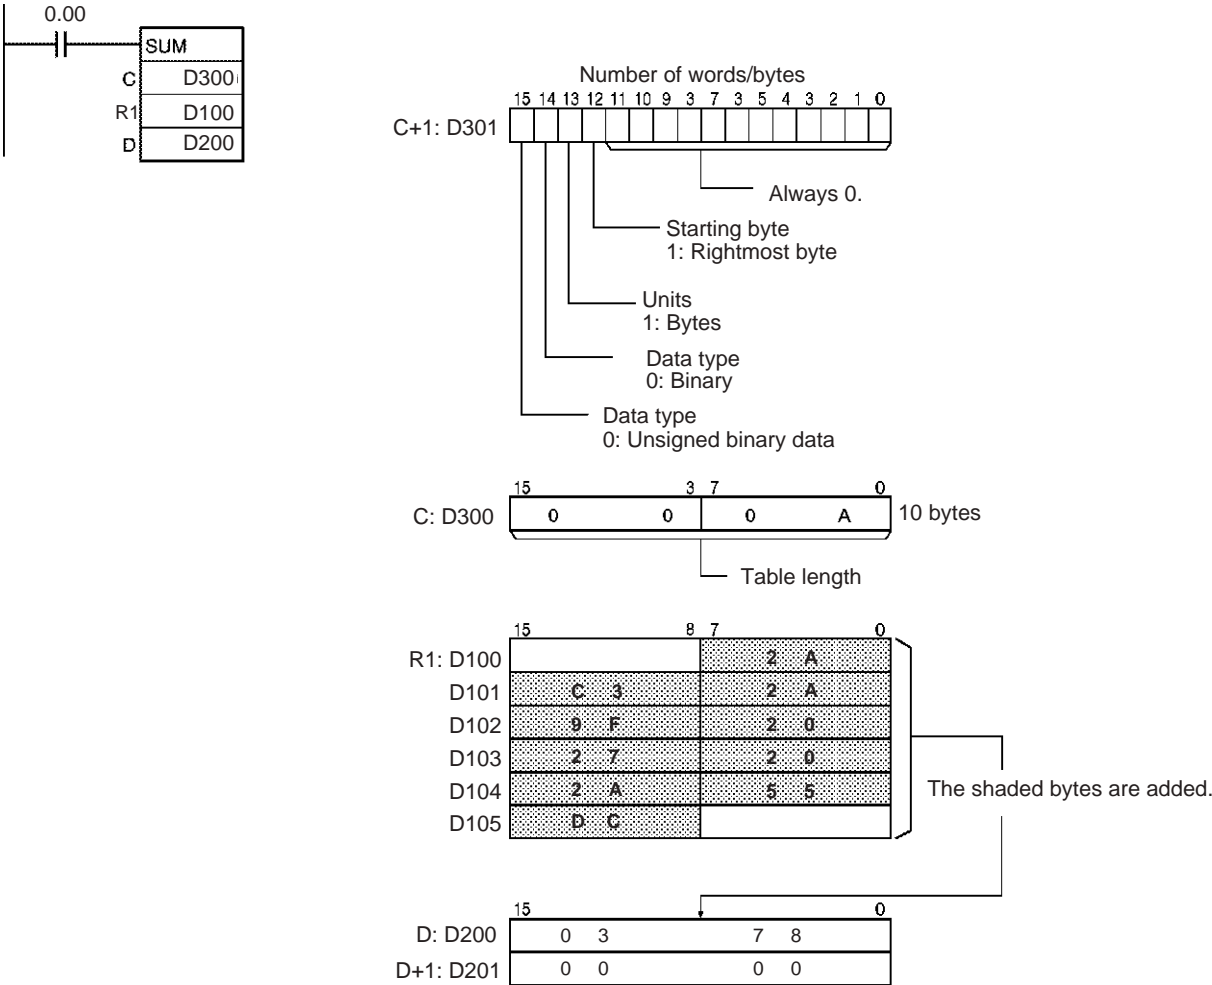 0.00
SUM
C D300
R1 D100
D D200
Number of words/bytes
15 14 13 12 11 10 9 3 7 3 5 4 3 2 1 0
C+1: D301
Always 0.
Starting byte
1: Rightmost byte
Units
1: Bytes
Data type
0: Binary
Data type
0: Unsigned binary data
15 3 7 0
C: D300 0 0 0 A 10 bytes
Table length
15 8 7 0
R1: D100 2 A
D101 C 3 2 A
D102 9 F 2 0
D103 2 7 2 0
D104 2 A 5 5
The shaded bytes are added.
D105 D C
15 0
D: D200 0 3 7 8
D+1: D201 0 0 0 0